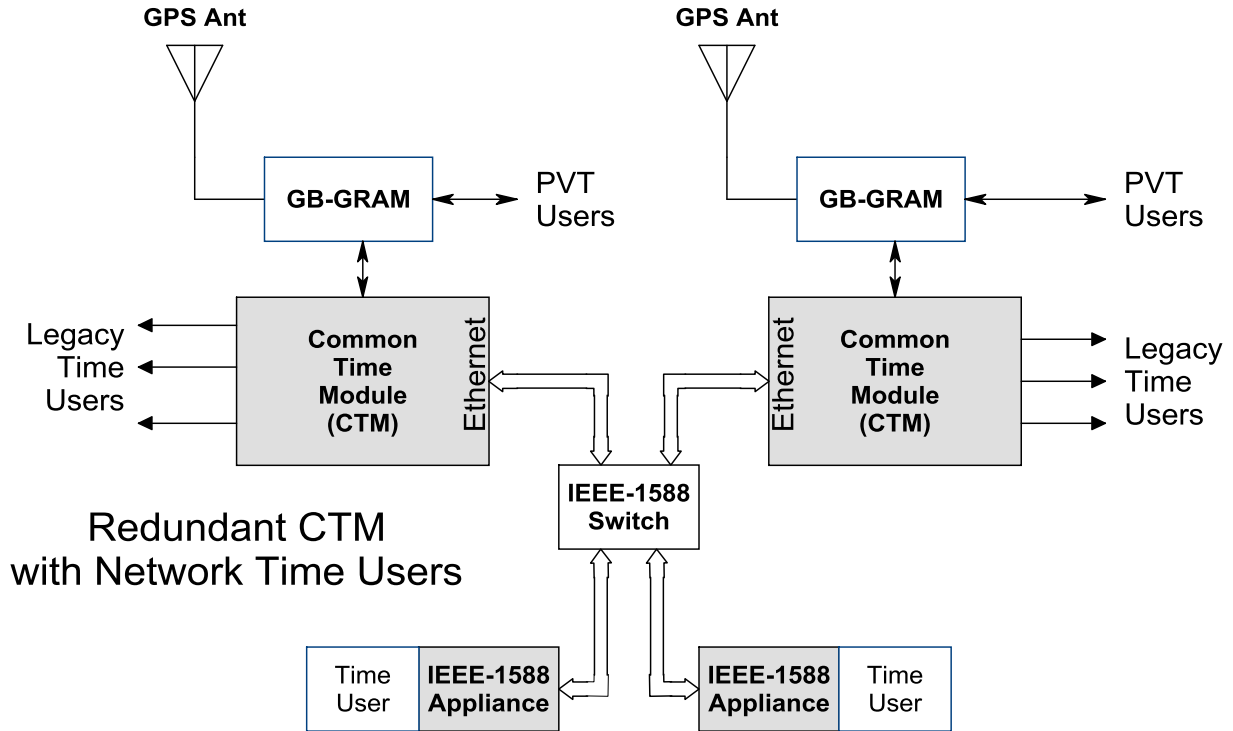 GPS Ant
GPS Ant
GB-GRAM
PVT
Users
GB-GRAM
PVT
Users
Legacy
Time
Users
Common
Time
Module
(CTM)
Ethernet
Ethernet
Common
Time
Module
(CTM)
Legacy
Time
Users
IEEE-1588
Switch
Redundant CTM
with Network Time Users
Time
User
IEEE-1588
Appliance
IEEE-1588
Appliance
Time
User